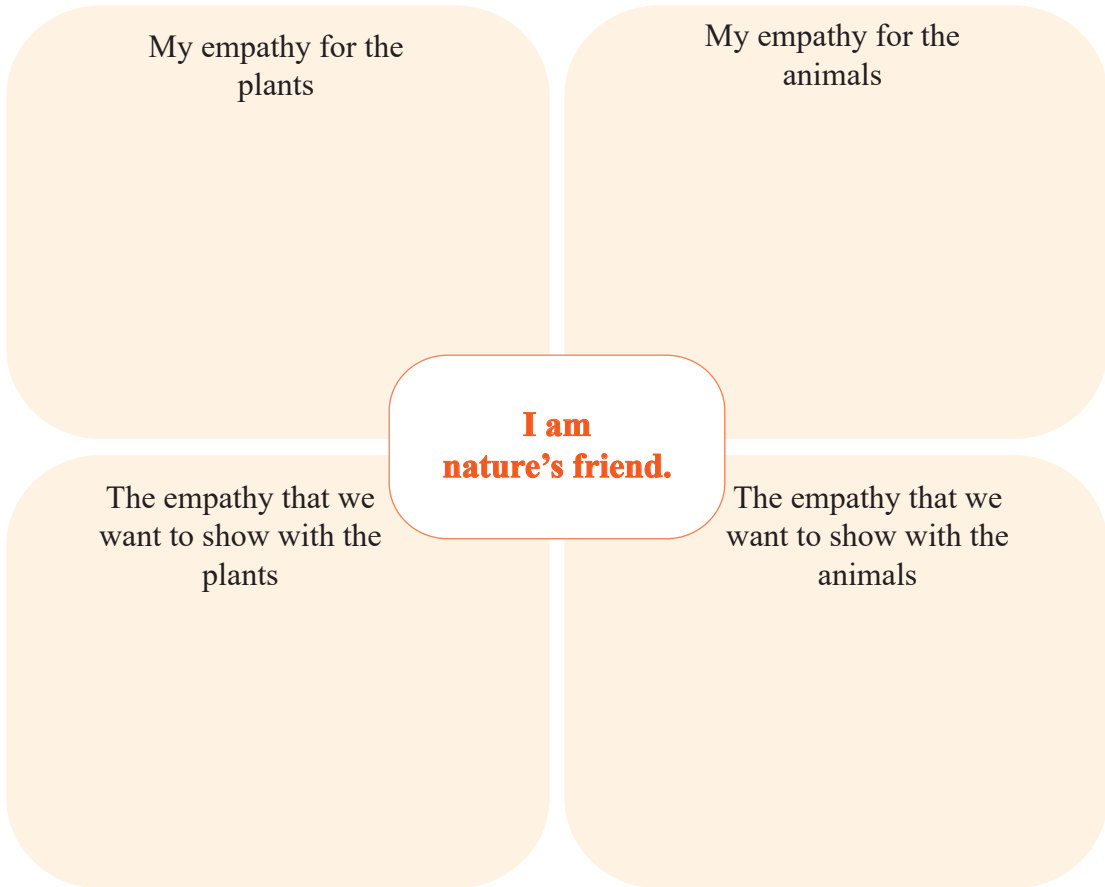 My empathy for the
plants
My empathy for the
animals
I am
nature’s friend.
The empathy that we
want to show with the
plants
The empathy that we
want to show with the
animals